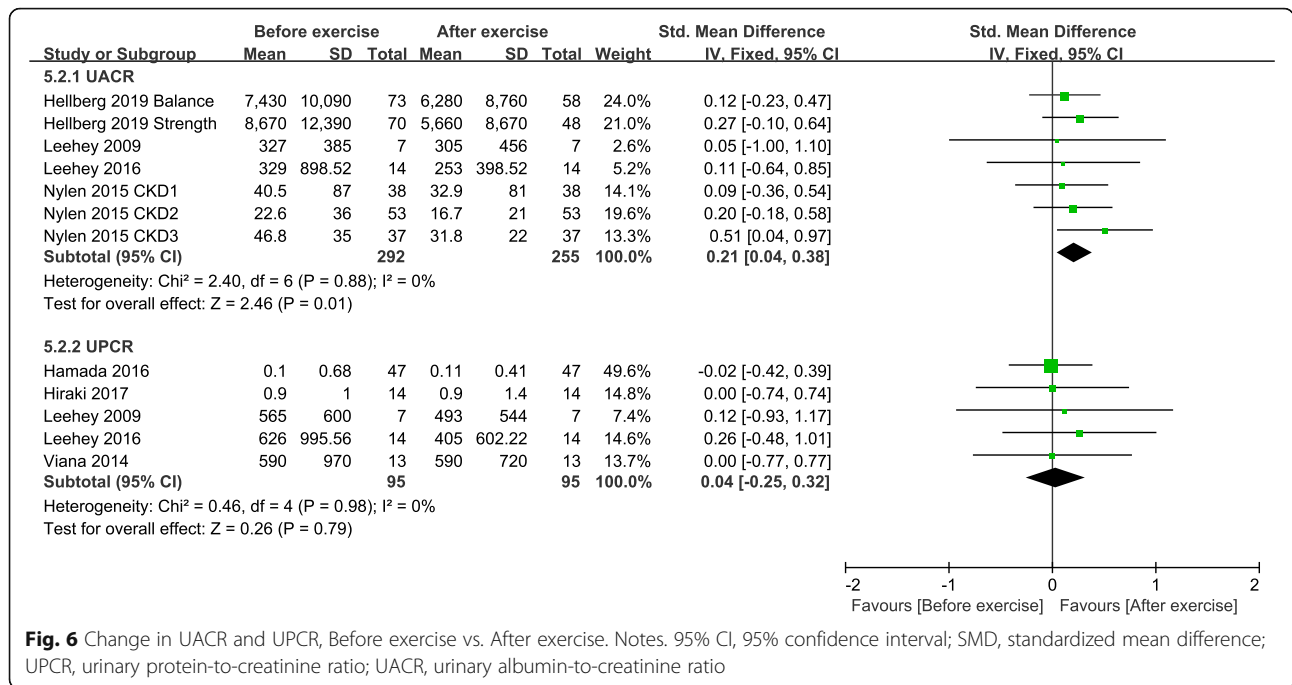 Before exercise After exercise Std. Mean Difference Std. Mean Difference
Study or Subgroup Mean SD Total Mean SD Total Weight IV, Fixed, 95% CI IV, Fixed, 95% CI
5.2.1 UACR
Hellberg 2019 Balance 7,430 10,090 73 6,280 8,760 58 24.0% 0.12 [-0.23, 0.47]
Hellberg 2019 Strength 8,670 12,390 70 5,660 8,670 48 21.0% 0.27 [-0.10, 0.64]
Leehey 2009 327 385 7 305 456 7 2.6% 0.05 [-1.00, 1.10]
Leehey 2016 329 898.52 14 253 398.52 14 5.2% 0.11 [-0.64, 0.85]
Nylen 2015 CKD1 40.5 87 38 32.9 81 38 14.1% 0.09 [-0.36, 0.54]
Nylen 2015 CKD2 22.6 36 53 16.7 21 53 19.6% 0.20 [-0.18, 0.58]
Nylen 2015 CKD3 46.8 35 37 31.8 22 37 13.3% 0.51 [0.04, 0.97]
Subtotal (95% CI) 292 255 100.0% 0.21 [0.04, 0.38]
Heterogeneity: Chi² = 2.40, df = 6 (P = 0.88); I² = 0%
Test for overall effect: Z = 2.46 (P = 0.01)
5.2.2 UPCR
Hamada 2016 0.1 0.68 47 0.11 0.41 47 49.6% -0.02 [-0.42, 0.39]
Hiraki 2017 0.9 1 14 0.9 1.4 14 14.8% 0.00 [-0.74, 0.74]
Leehey 2009 565 600 7 493 544 7 7.4% 0.12 [-0.93, 1.17]
Leehey 2016 626 995.56 14 405 602.22 14 14.6% 0.26 [-0.48, 1.01]
Viana 2014 590 970 13 590 720 13 13.7% 0.00 [-0.77, 0.77]
Subtotal (95% CI) 95 95 100.0% 0.04 [-0.25, 0.32]
Heterogeneity: Chi² = 0.46, df = 4 (P = 0.98); I² = 0%
Test for overall effect: Z = 0.26 (P = 0.79)
-2 -1 0 1 2
Favours [Before exercise] Favours [After exercise]
Fig. 6 Change in UACR and UPCR, Before exercise vs. After exercise. Notes. 95% CI, 95% confidence interval; SMD, standardized mean difference;
UPCR, urinary protein-to-creatinine ratio; UACR, urinary albumin-to-creatinine ratio